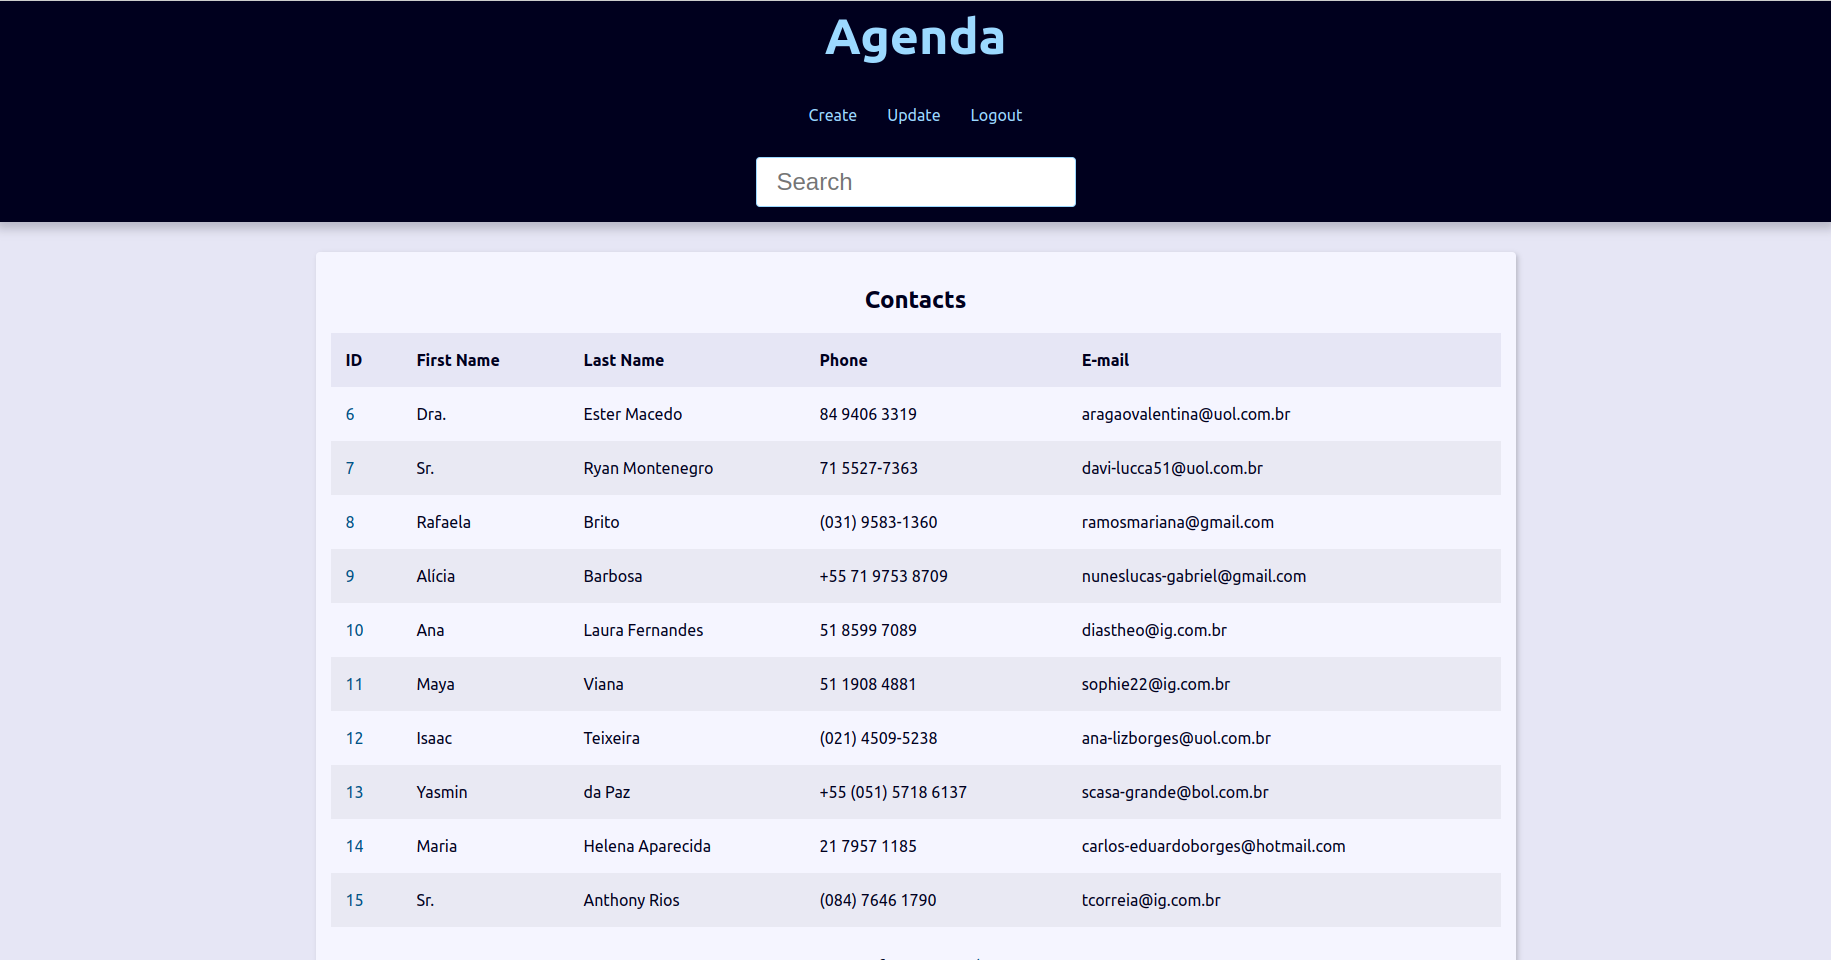 Agenda
Create Update Logout
Search
Contacts
ID First Name Last Name Phone E-mail
6 Dra. Ester Macedo 84 9406 3319 aragaovalentina@uol.com.br
7 Sr. Ryan Montenegro 71 5527-7363 davi-lucca51@uol.com.br
8 Rafaela Brito (031) 9583-1360 ramosmariana@gmail.com
9 Alícia Barbosa +55 71 9753 8709 nuneslucas-gabriel@gmail.com
10 Ana Laura Fernandes 51 8599 7089 diastheo@ig.com.br
11 Maya Viana 51 1908 4881 sophie22@ig.com.br
12 Isaac Teixeira (021) 4509-5238 ana-lizborges@uol.com.br
13 Yasmin da Paz +55 (051) 5718 6137 scasa-grande@bol.com.br
14 Maria Helena Aparecida 21 7957 1185 carlos-eduardoborges@hotmail.com
15 Sr. Anthony Rios (084) 7646 1790 tcorreia@ig.com.br